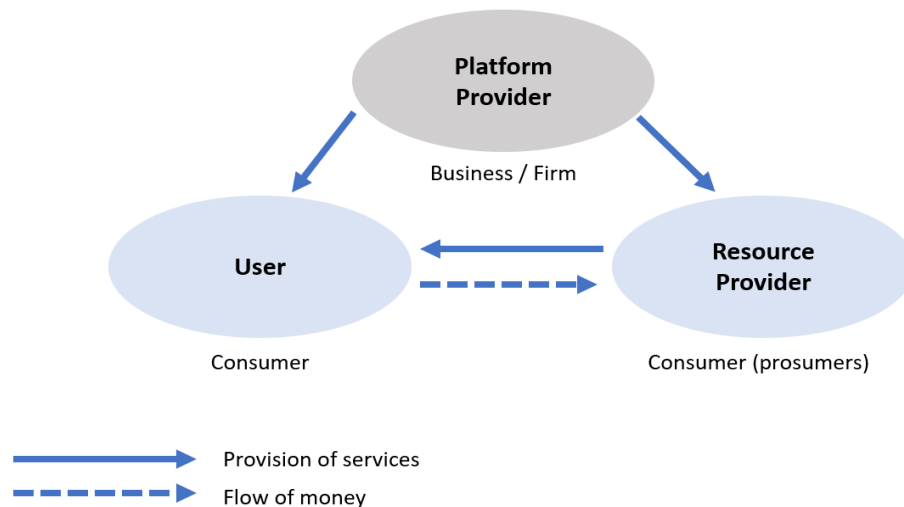 Platform
Provider
Business / Firm
User
Resource
Provider
Consumer
Consumer (prosumers)
Provision of services
Flow of money